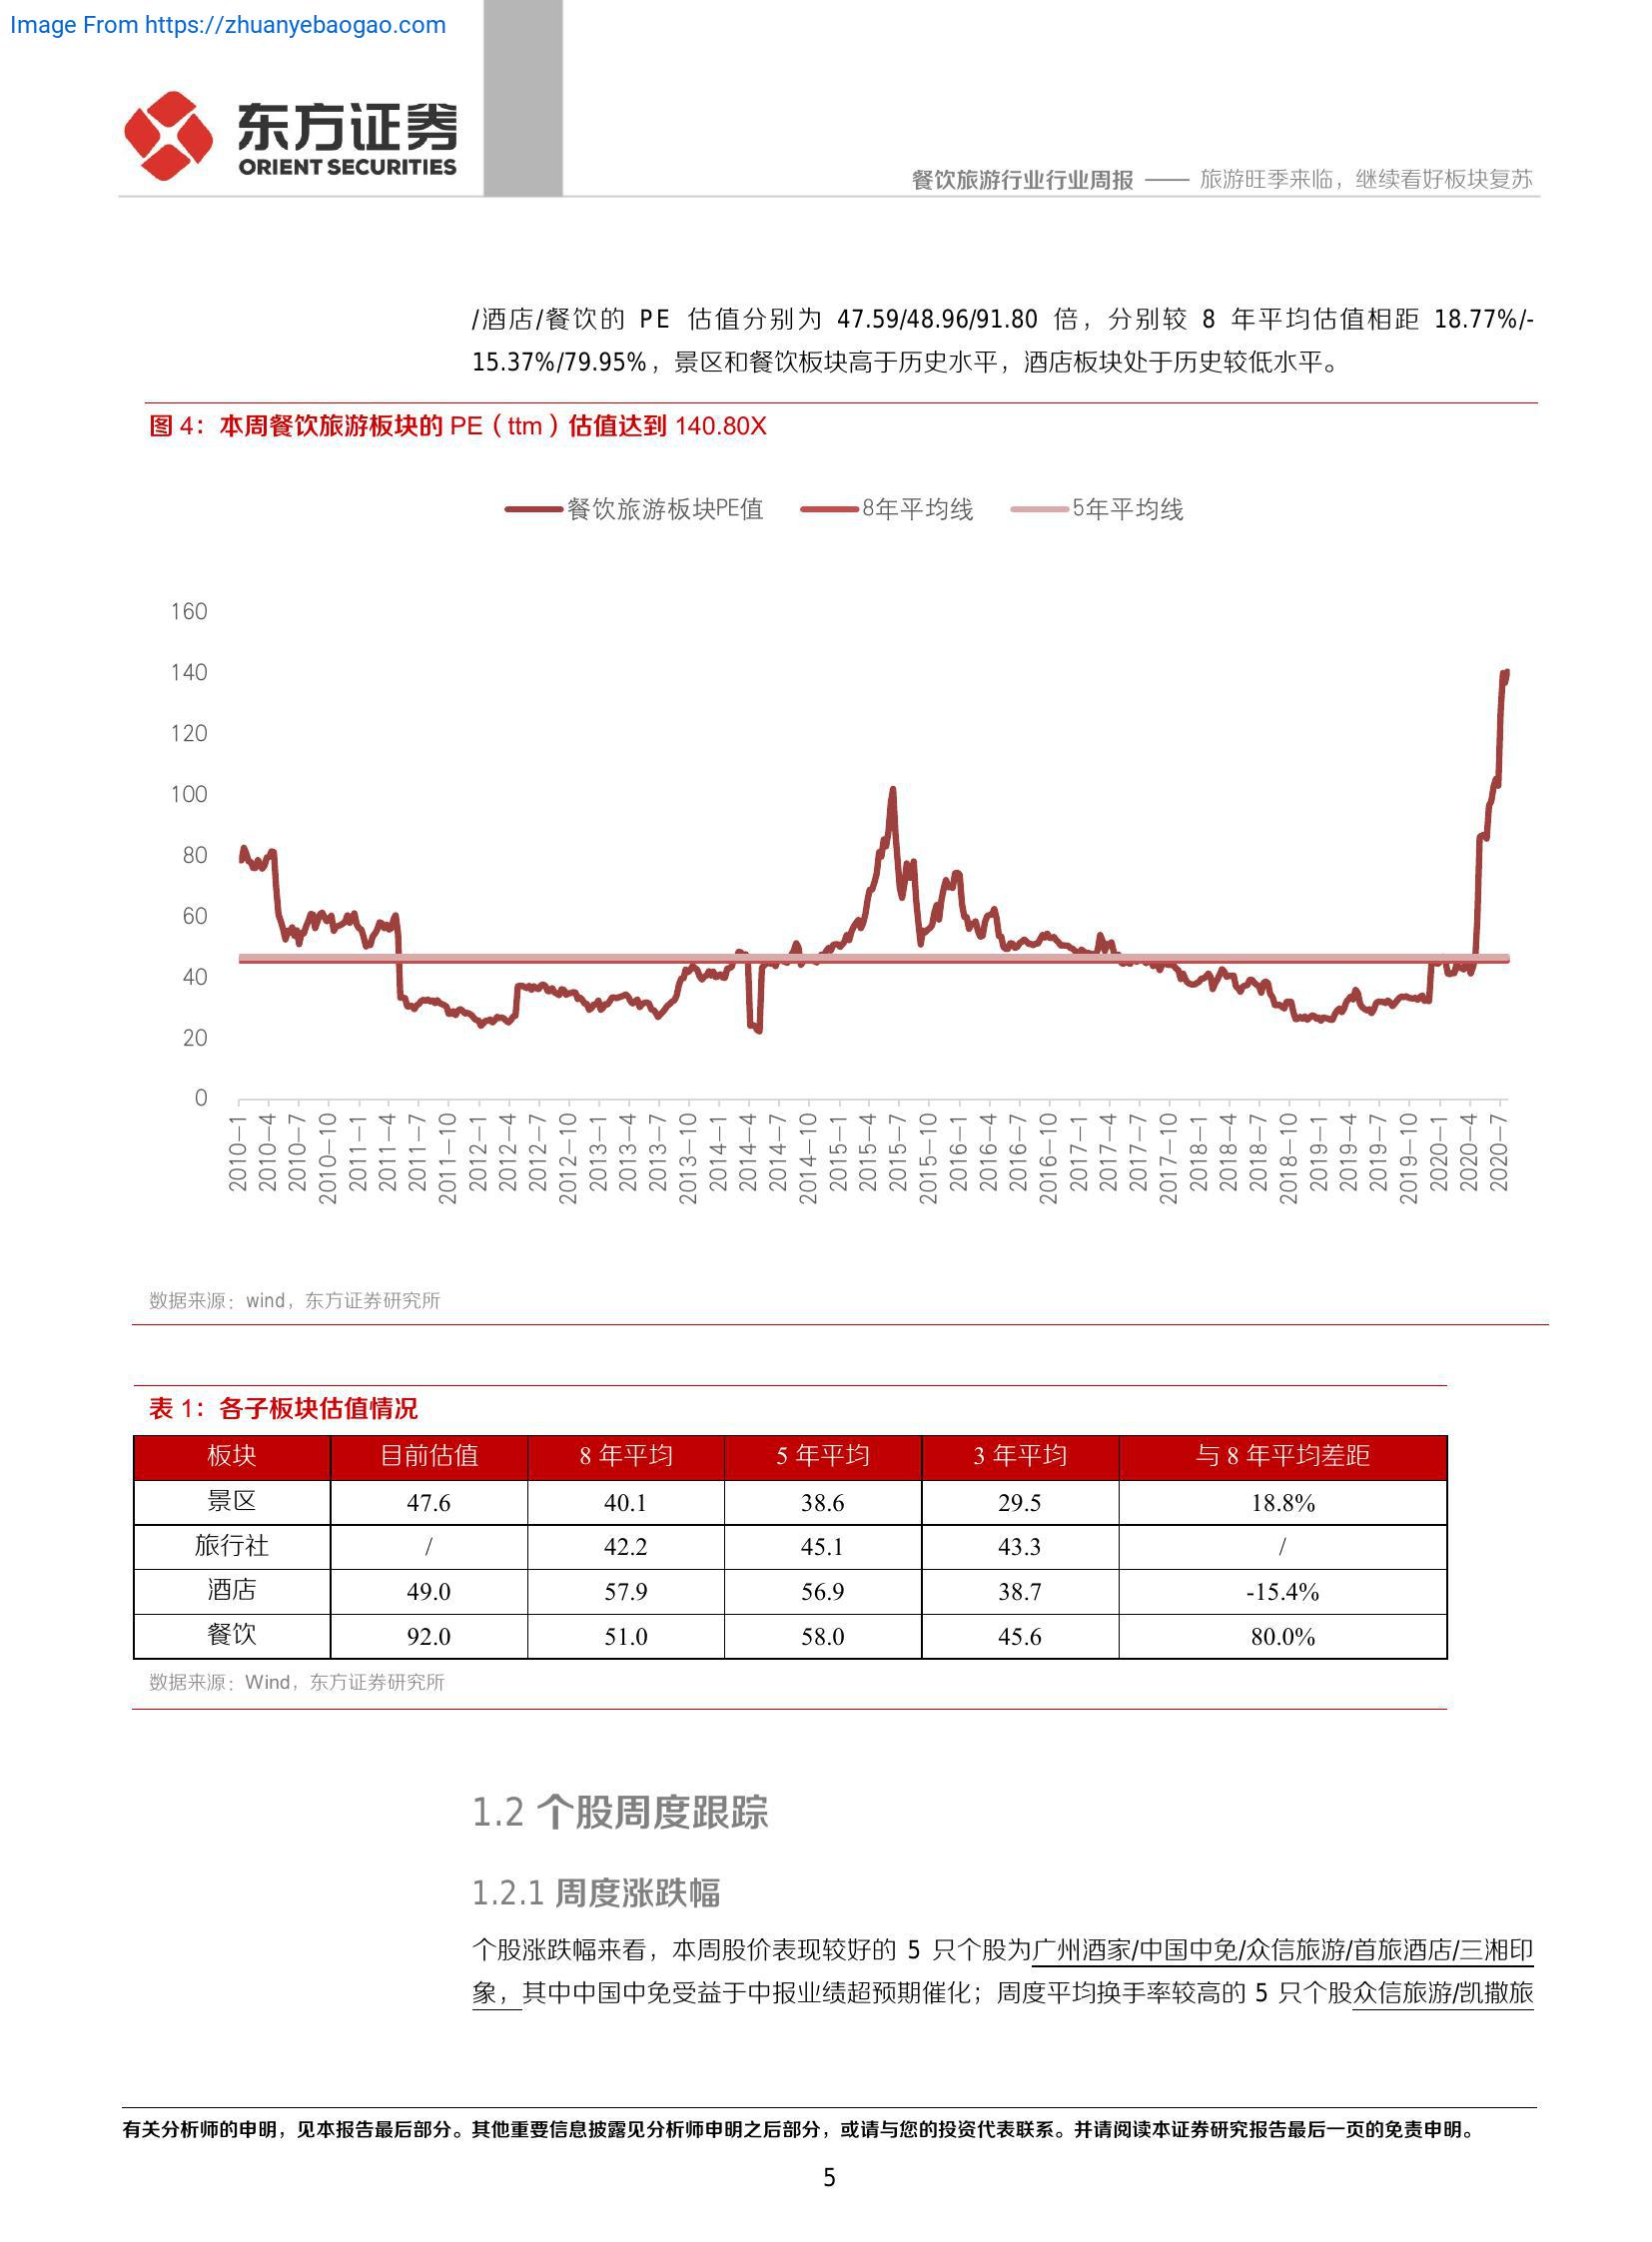 Image From https://zhuanyebaogao.com
东方证券
ORIENT SECURITIES
餐饮旅游行业行业周报 —— 旅游旺季来临，继续看好板块复苏
/酒店/餐饮的 PE 估值分别为 47.59/48.96/91.80 倍，分别较 8 年平均估值相距 18.77%/-
15.37%/79.95%，景区和餐饮板块高于历史水平，酒店板块处于历史较低水平。
图 4：本周餐饮旅游板块的 PE（ttm）估值达到 140.80X
餐饮旅游板块PE值 8年平均线 5年平均线
160
140
120
100
80
60
40
20
0
2010-1 2010-4 2010-7 2010-10 2011-1 2011-4 2011-7 2011-10 2012-1 2012-4 2012-7 2012-10 2013-1 2013-4 2013-7 2013-10 2014-1 2014-4 2014-7 2014-10 2015-1 2015-4 2015-7 2015-10 2016-1 2016-4 2016-7 2016-10 2017-1 2017-4 2017-7 2017-10 2018-1 2018-4 2018-7 2018-10 2019-1 2019-4 2019-7 2019-10 2020-1 2020-4 2020-7
数据来源：wind，东方证券研究所
表 1：各子板块估值情况
板块 目前估值 8 年平均 5 年平均 3 年平均 与 8 年平均差距
景区 47.6 40.1 38.6 29.5 18.8%
旅行社 / 42.2 45.1 43.3 /
酒店 49.0 57.9 56.9 38.7 -15.4%
餐饮 92.0 51.0 58.0 45.6 80.0%
数据来源：Wind，东方证券研究所
1.2 个股周度跟踪
1.2.1 周度涨跌幅
个股涨跌幅来看，本周股价表现较好的 5 只个股为广州酒家/中国中免/众信旅游/首旅酒店/三湘印
象，其中中国中免受益于中报业绩超预期催化；周度平均换手率较高的 5 只个股众信旅游/凯撒旅
有关分析师的申明，见本报告最后部分。其他重要信息披露见分析师申明之后部分，或请与您的投资代表联系。并请阅读本证券研究报告最后一页的免责申明。
5